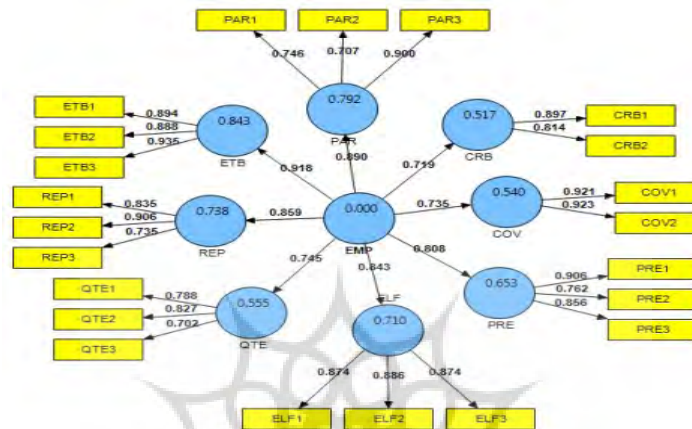 PAR1 PAR2 PAR3
0.746 0.707 0.900
0.792
PAR
0.890
ETB1
ETB2
ETB3
0.894
0.888
0.935
0.843
ETB
0.918
0.517
CRB
0.719
0.897
0.814
CRB1
CRB2
REP1
REP2
REP3
0.835
0.906
0.735
0.738
REP
0.859
0.000
EMP
0.735
0.540
COV
0.921
0.923
COV1
COV2
QTE1
QTE2
QTE3
0.788
0.827
0.702
0.555
QTE
0.745
0.843
ELF
0.710
0.808
0.653
PRE
0.906
0.762
0.856
PRE1
PRE2
PRE3
0.874 0.886 0.874
ELF1 ELF2 ELF3